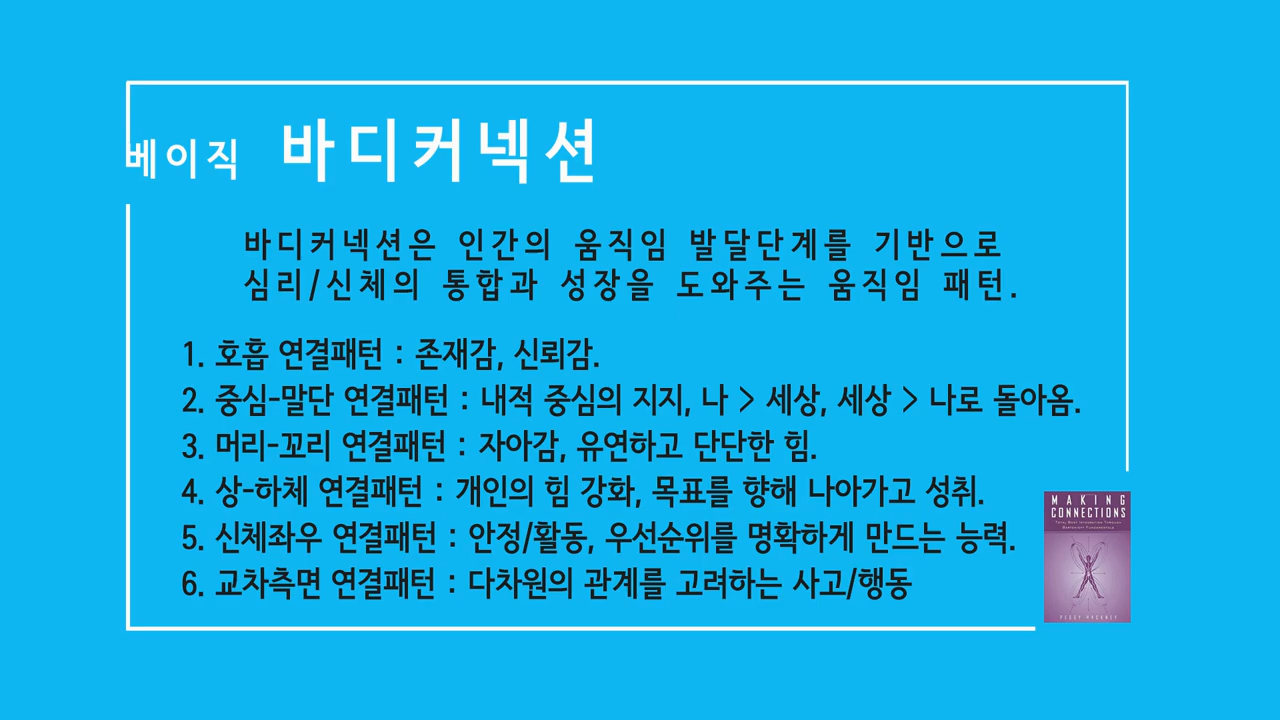 베이직 바디커넥션
바디커넥션은 인간의 움직임 발달단계를 기반으로
심리/신체의 통합과 성장을 도와주는 움직임 패턴.
1. 호흡 연결패턴 : 존재감, 신뢰감.
2. 중심-말단 연결패턴 : 내적 중심의 지지, 나 > 세상, 세상 > 나로 돌아옴.
3. 머리-꼬리 연결패턴 : 자아감, 유연하고 단단한 힘.
4. 상-하체 연결패턴 : 개인의 힘 강화, 목표를 향해 나아가고 성취.
5. 신체좌우 연결패턴 : 안정/활동, 우선순위를 명확하게 만드는 능력.
6. 교차측면 연결패턴 : 다차원의 관계를 고려하는 사고/행동
MAKING
CONNECTIONS
TOTAL BODY INTEGRATION THROUGH
BARTENIEFF FUNDAMENTALS
PEGGY HACKNEY